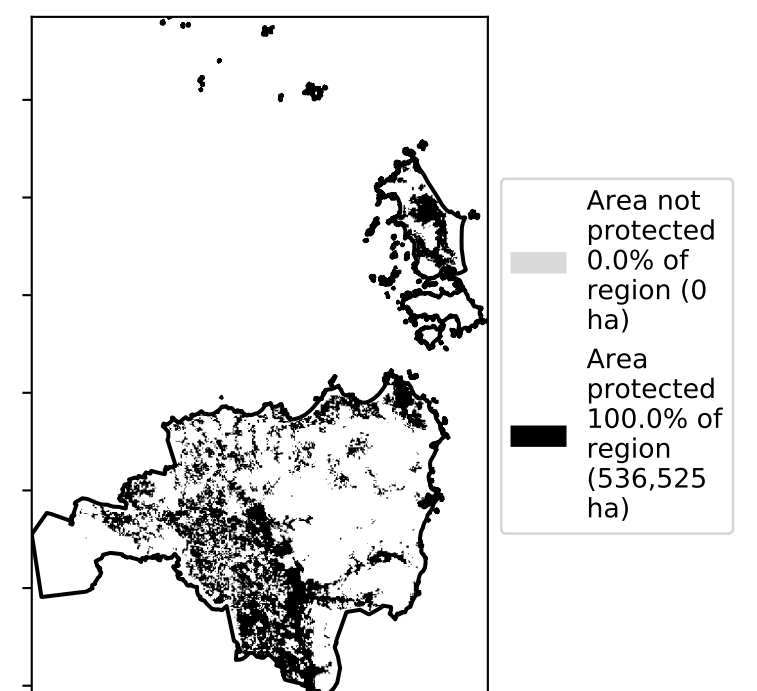 Area not
protected
0.0% of
region (0
ha)
Area
protected
100.0% of
region
(536,525
ha)